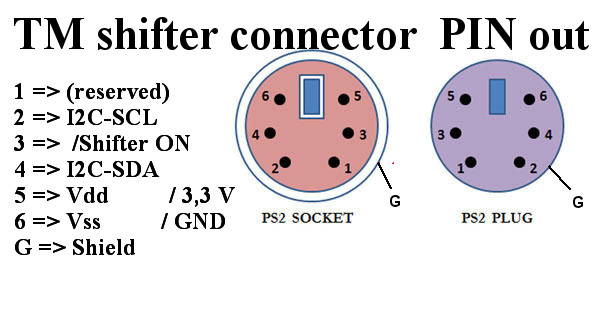 TM shifter connector PIN out
1 => (reserved)
2 => I2C-SCL
3 => /Shifter ON
4 => I2C-SDA
5 => Vdd / 3,3 V
6 => Vss / GND
G => Shield
6 5
4 3
2 1
G
PS2 SOCKET
5 6
3 4
1 2
G
PS2 PLUG